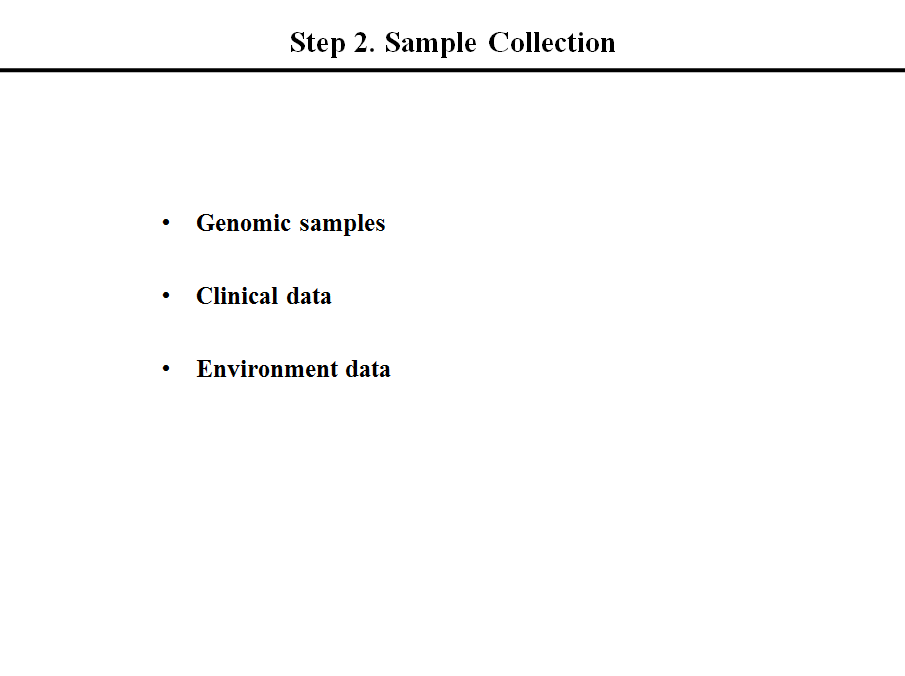 Step 2. Sample Collection
• Genomic samples
• Clinical data
• Environment data